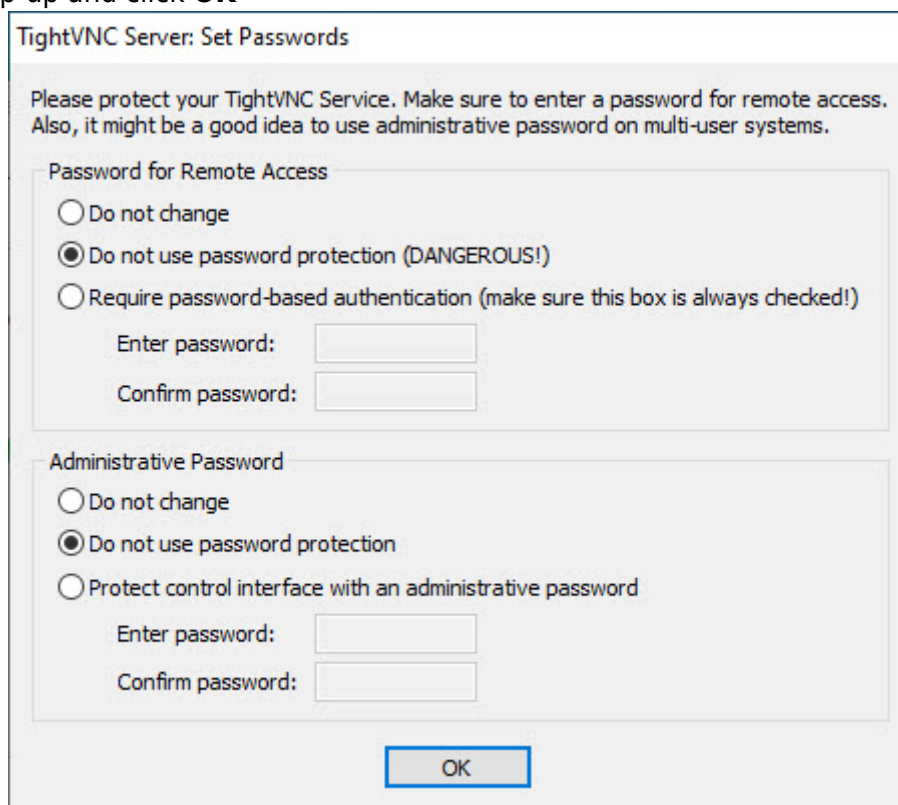 up and click OK
TightVNC Server: Set Passwords
Please protect your TightVNC Service. Make sure to enter a password for remote access.
Also, it might be a good idea to use administrative password on multi-user systems.
Password for Remote Access
Do not change
Do not use password protection (DANGEROUS!)
Require password-based authentication (make sure this box is always checked!)
Enter password:
Confirm password:
Administrative Password
Do not change
Do not use password protection
Protect control interface with an administrative password
Enter password:
Confirm password:
OK